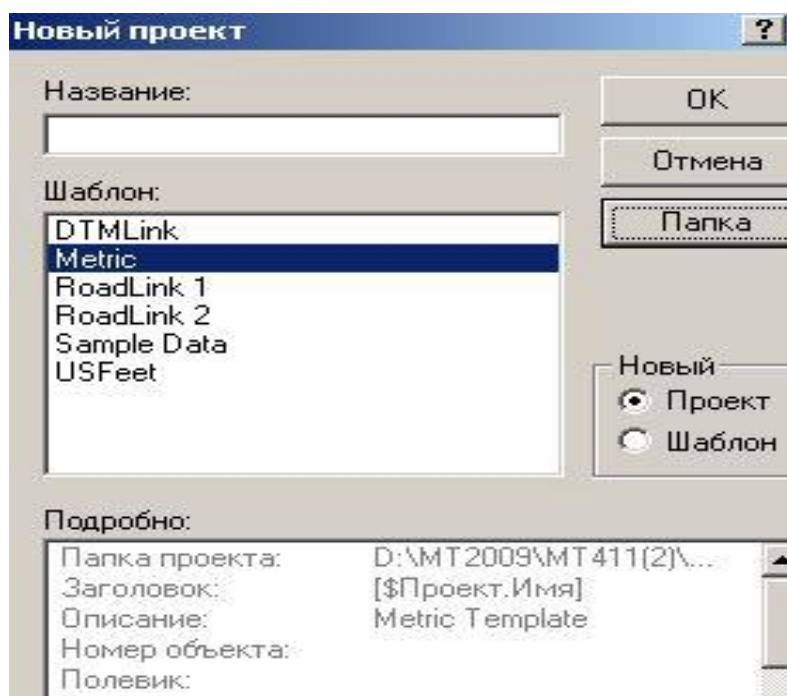 Новый проект ?
Название:
OK
Отмена
Шаблон:
Папка
DTMLink
Metric
RoadLink 1
RoadLink 2
Sample Data
USFeet
Новый
Проект
Шаблон
Подробно:
Папка проекта: D:\MT2009\MT411(2)\...
Заголовок: [$Проект.Имя]
Описание: Metric Template
Номер объекта:
Полевик: